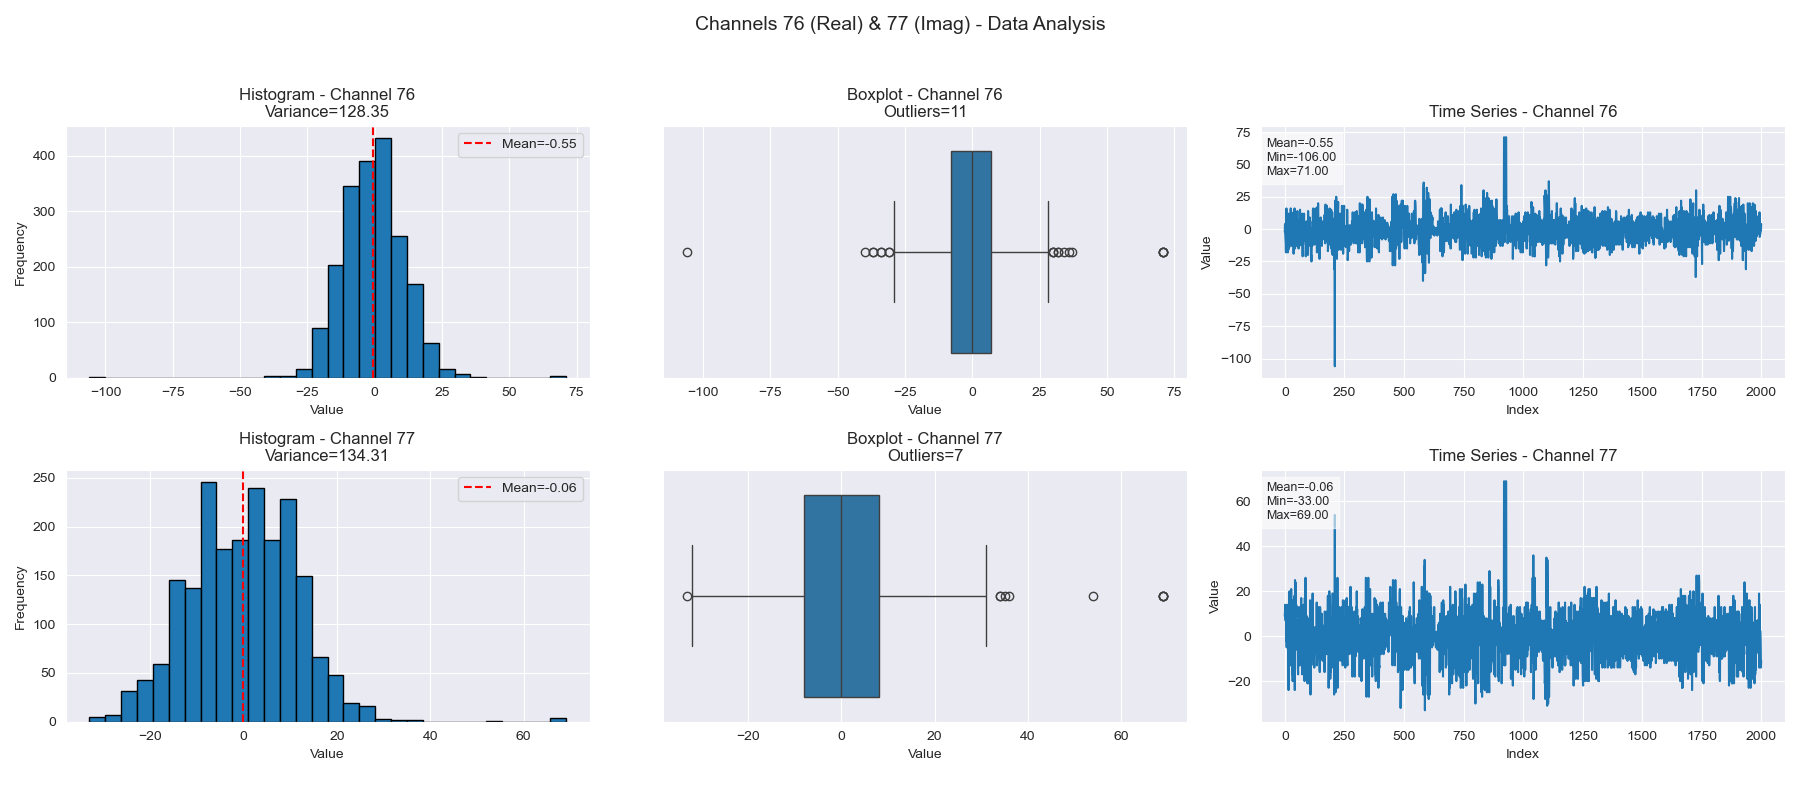 Channels 76 (Real) & 77 (Imag) - Data Analysis
Histogram - Channel 76
Variance=128.35
Mean=-0.55
Frequency
400
300
200
100
0
−100
−75
−50
−25
0
25
50
75
Value
Boxplot - Channel 76
Outliers=11
−100
−75
−50
−25
0
25
50
75
Value
Time Series - Channel 76
Mean=-0.55
Min=-106.00
Max=71.00
Value
75
50
25
0
−25
−50
−75
−100
0
250
500
750
1000
1250
1500
1750
2000
Index
Histogram - Channel 77
Variance=134.31
Mean=-0.06
Frequency
250
200
150
100
50
0
−20
0
20
40
60
Value
Boxplot - Channel 77
Outliers=7
−20
0
20
40
60
Value
Time Series - Channel 77
Mean=-0.06
Min=-33.00
Max=69.00
Value
60
40
20
0
−20
0
250
500
750
1000
1250
1500
1750
2000
Index